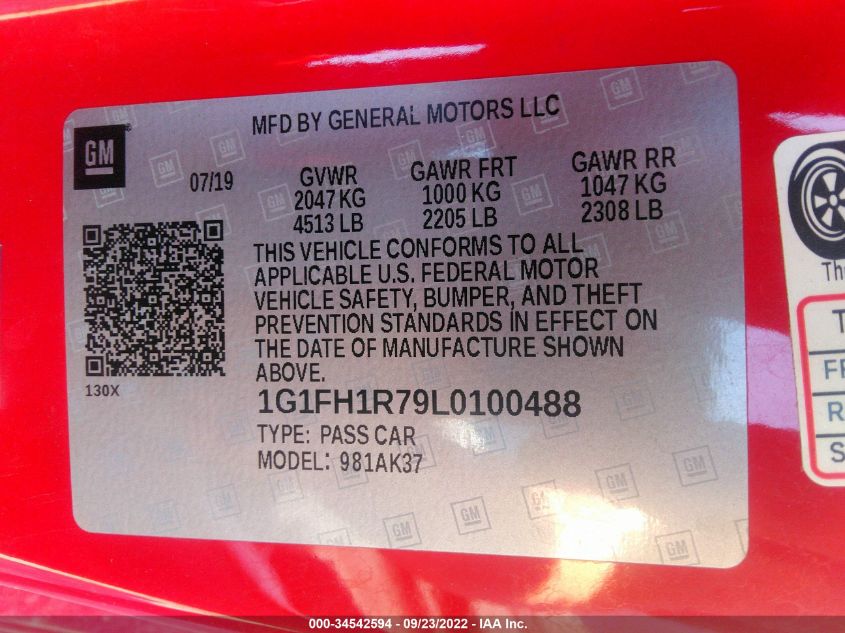 MFD BY GENERAL MOTORS LLC
GM
07/19
GVWR GAWR FRT GAWR RR
2047 KG 1000 KG 1047 KG
4513 LB 2205 LB 2308 LB
THIS VEHICLE CONFORMS TO ALL
APPLICABLE U.S. FEDERAL MOTOR
VEHICLE SAFETY, BUMPER, AND THEFT
PREVENTION STANDARDS IN EFFECT ON
THE DATE OF MANUFACTURE SHOWN
ABOVE.
130X
1G1FH1R79L0100488
TYPE: PASS CAR
MODEL: 981AK37
000-34542594 - 09/23/2022 - IAA Inc.